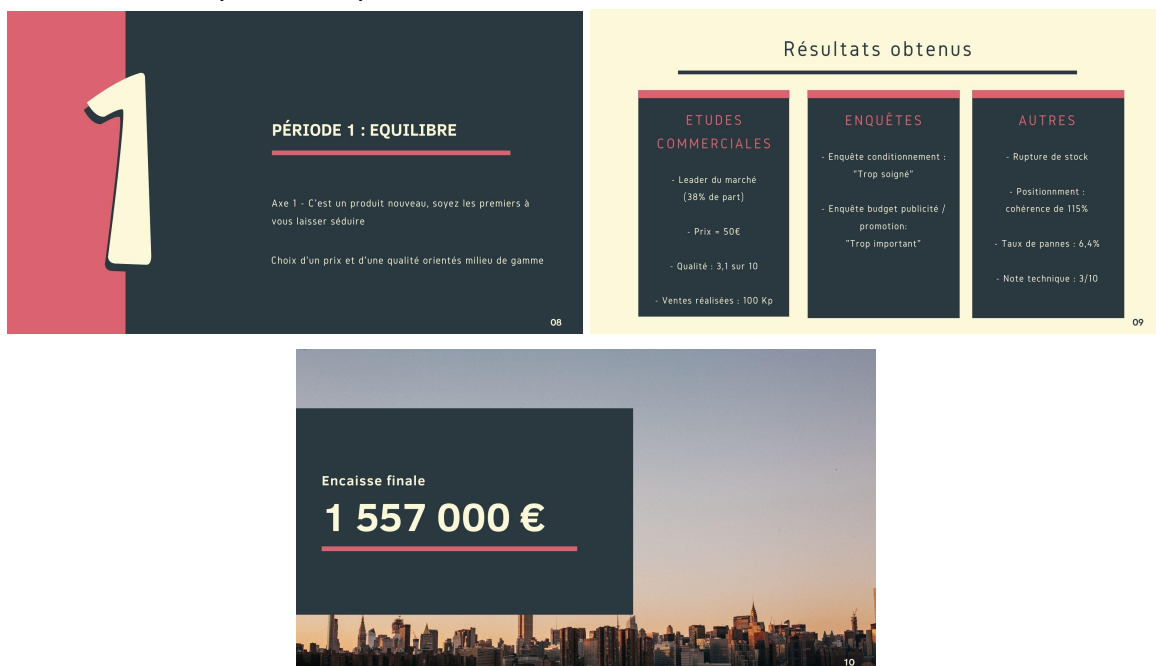 1
PÉRIODE 1 : EQUILIBRE
Axe 1 - C'est un produit nouveau, soyez les premiers à
vous laisser séduire
Choix d'un prix et d'une qualité orientés milieu de gamme
08
Résultats obtenus
ETUDES
COMMERCIALES
- Leader du marché
(38% de part)
- Prix = 50€
- Qualité : 3,1 sur 10
- Ventes réalisées : 100 Kp
ENQUÊTES
- Enquête conditionnement :
"Trop soigné"
- Enquête budget publicité /
promotion:
"Trop important"
AUTRES
- Rupture de stock
- Positionnment :
cohérence de 115%
- Taux de pannes : 6,4%
- Note technique : 3/10
09
Encaisse finale
1 557 000 €
10